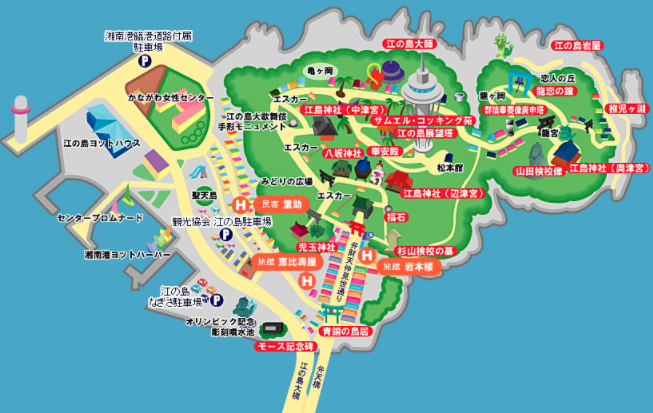 湘南港臨港道路付属
駐車場
P
江の島大師
江の島岩屋
亀ヶ岡
かながわ女性センター
エスカー
江島神社（中津宮）
サムエル・コッキング苑
江の島展望塔
龍ヶ岡
恋人の丘
龍恋の鐘
群猿奉賽像庚申塔
稚児ヶ淵
江の島大歌舞伎
手形モニュメント
江の島ヨットハウス
エスカー
八坂神社
奉安殿
松本館
龍宮
山田検校像
江島神社（奥津宮）
みどりの広場
聖天島
エスカー
江島神社（辺津宮）
H
民宿 重助
福石
センタープロムナード
観光協会 江の島駐車場
P
児玉神社
杉山検校の墓
湘南港ヨットハーバー
旅館 恵比寿屋
H
H
旅館 岩本楼
弁財天仲見世通り
江の島
なぎさ駐車場
P
オリンピック記念
彫刻噴水池
青銅の鳥居
モース記念碑
江の島大橋
弁天橋